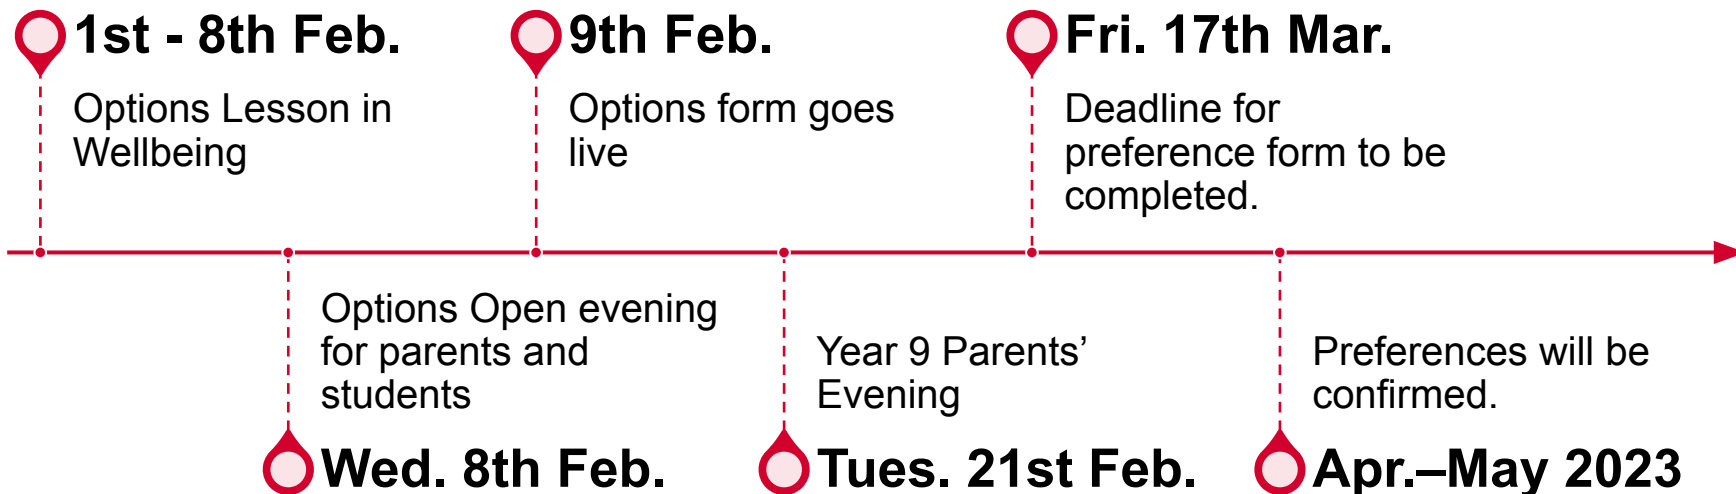 1st - 8th Feb.
Options Lesson in
Wellbeing
Options Open evening
for parents and
students
Wed. 8th Feb.
9th Feb.
Options form goes
live
Year 9 Parents’
Evening
Tues. 21st Feb.
Fri. 17th Mar.
Deadline for
preference form to be
completed.
Preferences will be
confirmed.
Apr.–May 2023